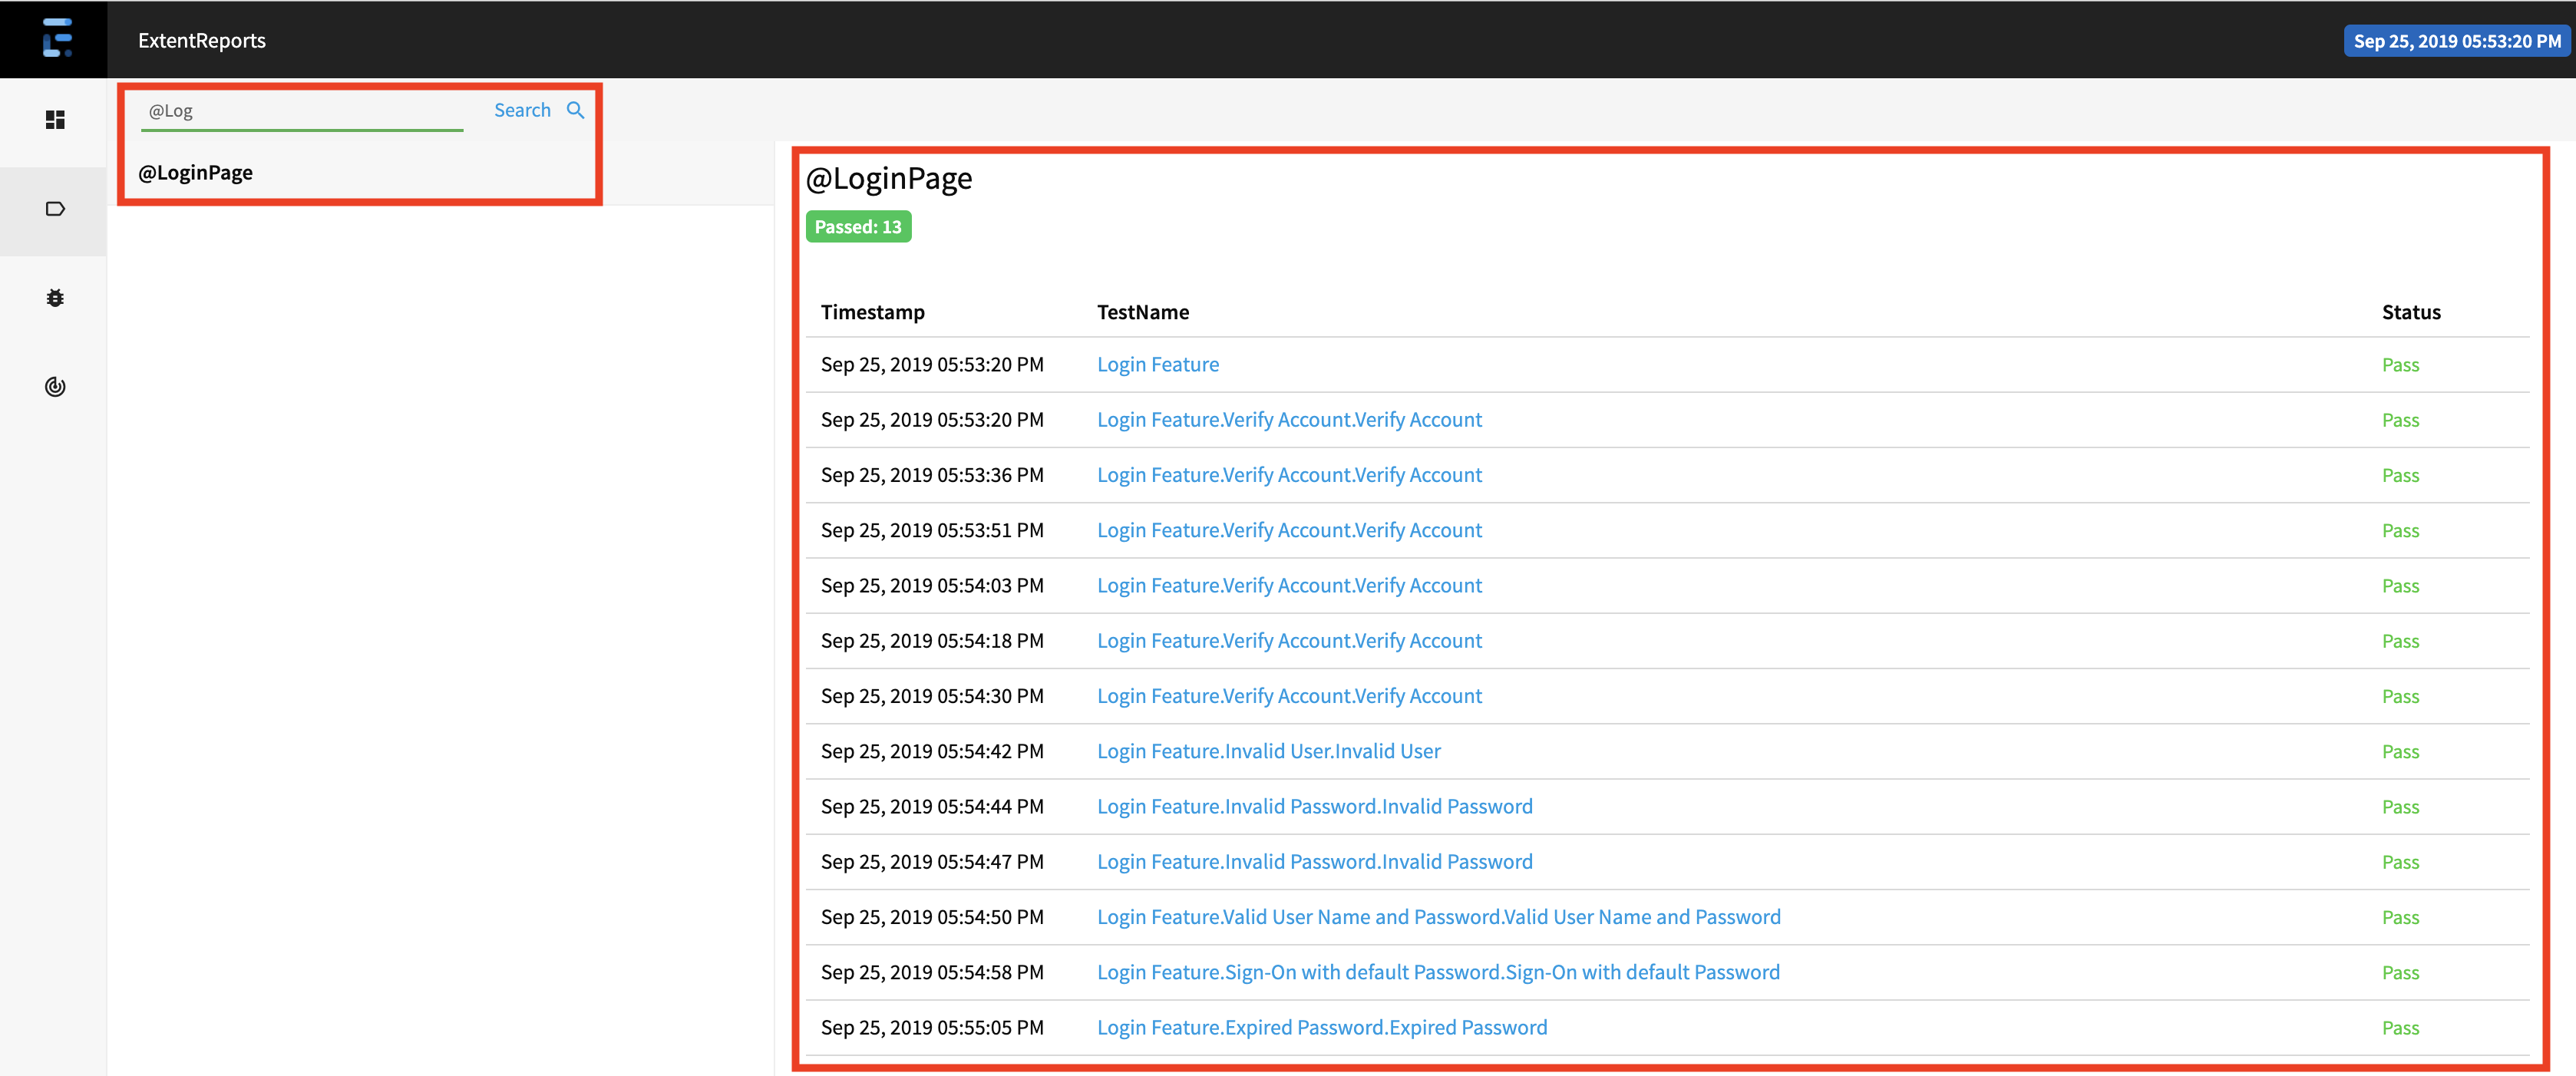 ExtentReports
Sep 25, 2019 05:53:20 PM
@Log
Search
@LoginPage
@LoginPage
Passed: 13
Timestamp TestName Status
Sep 25, 2019 05:53:20 PM Login Feature Pass
Sep 25, 2019 05:53:20 PM Login Feature.Verify Account.Verify Account Pass
Sep 25, 2019 05:53:36 PM Login Feature.Verify Account.Verify Account Pass
Sep 25, 2019 05:53:51 PM Login Feature.Verify Account.Verify Account Pass
Sep 25, 2019 05:54:03 PM Login Feature.Verify Account.Verify Account Pass
Sep 25, 2019 05:54:18 PM Login Feature.Verify Account.Verify Account Pass
Sep 25, 2019 05:54:30 PM Login Feature.Verify Account.Verify Account Pass
Sep 25, 2019 05:54:42 PM Login Feature.Invalid User.Invalid User Pass
Sep 25, 2019 05:54:44 PM Login Feature.Invalid Password.Invalid Password Pass
Sep 25, 2019 05:54:47 PM Login Feature.Invalid Password.Invalid Password Pass
Sep 25, 2019 05:54:50 PM Login Feature.Valid User Name and Password.Valid User Name and Password Pass
Sep 25, 2019 05:54:58 PM Login Feature.Sign-On with default Password.Sign-On with default Password Pass
Sep 25, 2019 05:55:05 PM Login Feature.Expired Password.Expired Password Pass